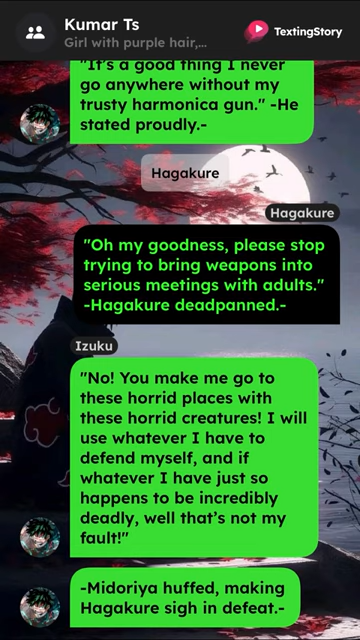 Kumar Ts
Girl with purple hair,...
TextingStory
"It's a good thing I never
go anywhere without my
trusty harmonica gun." -He
stated proudly.-
Hagakure
Hagakure
"Oh my goodness, please stop
trying to bring weapons into
serious meetings with adults."
-Hagakure deadpanned.-
Izuku
"No! You make me go to
these horrid places with
these horrid creatures! I will
use whatever I have to
defend myself, and if
whatever I have just so
happens to be incredibly
deadly, well that's not my
fault!"
-Midoriya huffed, making
Hagakure sigh in defeat.-